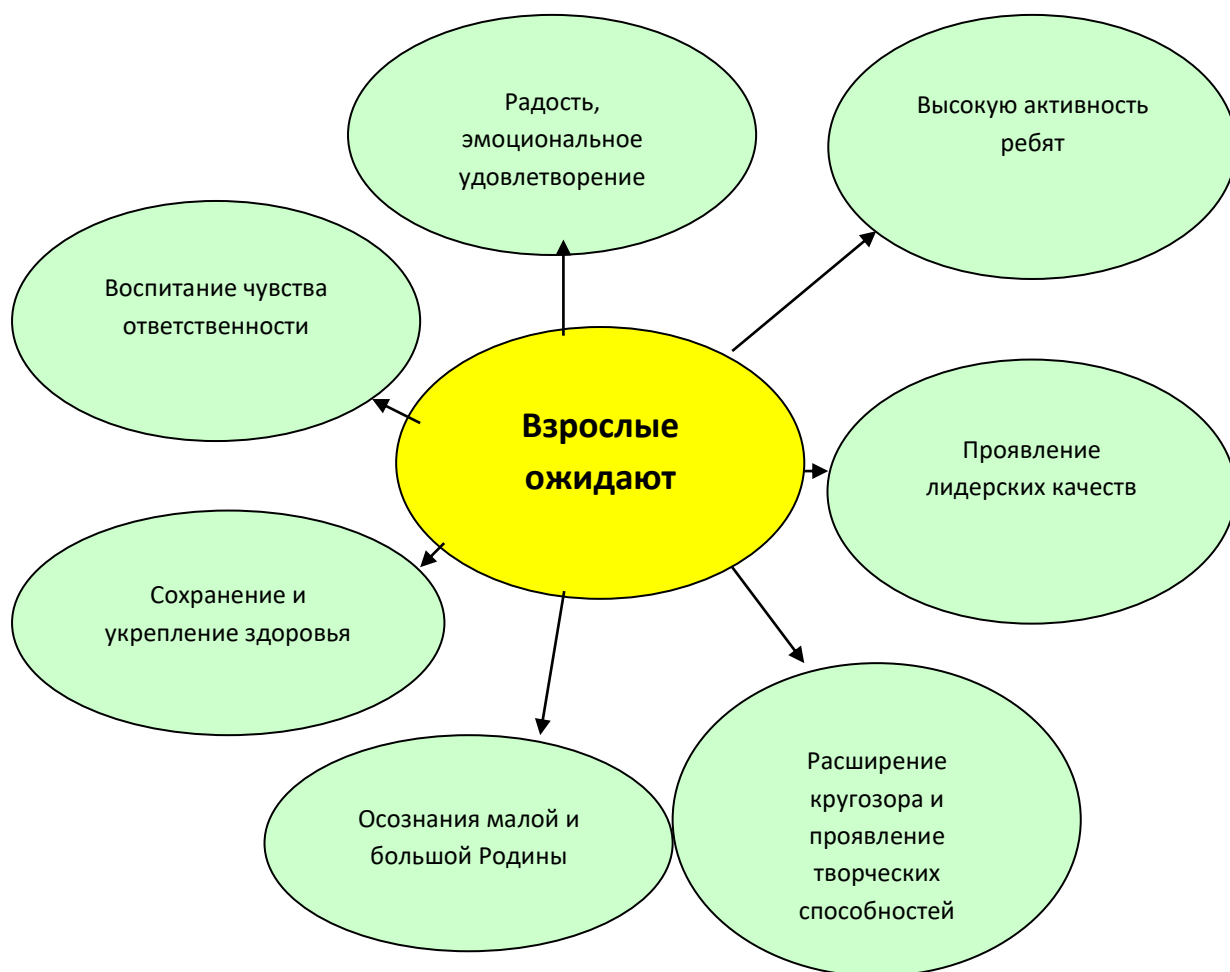 Радость,
эмоциональное
удовлетворение
Высокую активность
ребят
Воспитание чувства
ответственности
Взрослые
ожидают
Проявление
лидерских качеств
Сохранение и
укрепление здоровья
Осознания малой и
большой Родины
Расширение
кругозора и
проявление
творческих
способностей